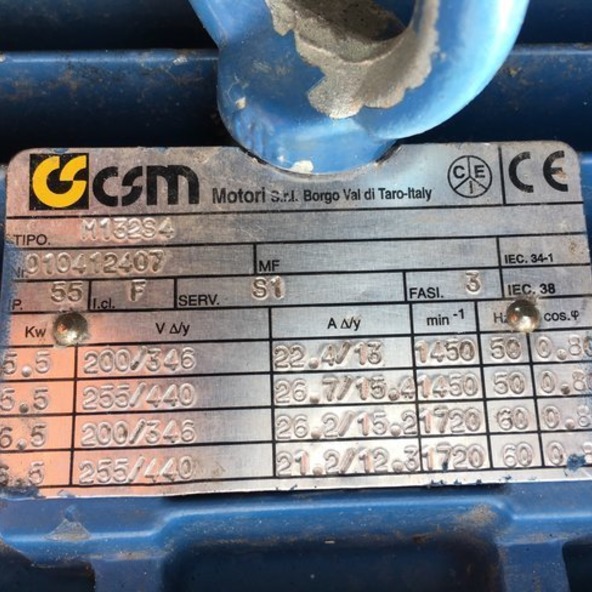 CSM Motori S.r.l. Borgo Val di Taro-Italy CEI CE
TIPO. M132S4
N. 910412407 MF IEC. 34-1
IP. 55 I.cl. F SERV. S1 FASI. 3 IEC. 38
Kw V Δ/y A Δ/y min⁻¹ Hz cos.φ
5.5 200/346 22.4/13 1450 50
5.5 255/440 26.7/15.4 1450 50
6.5 200/346 26.2/15.2 1720 60
6.5 255/440 21.2/12.3 1720 60